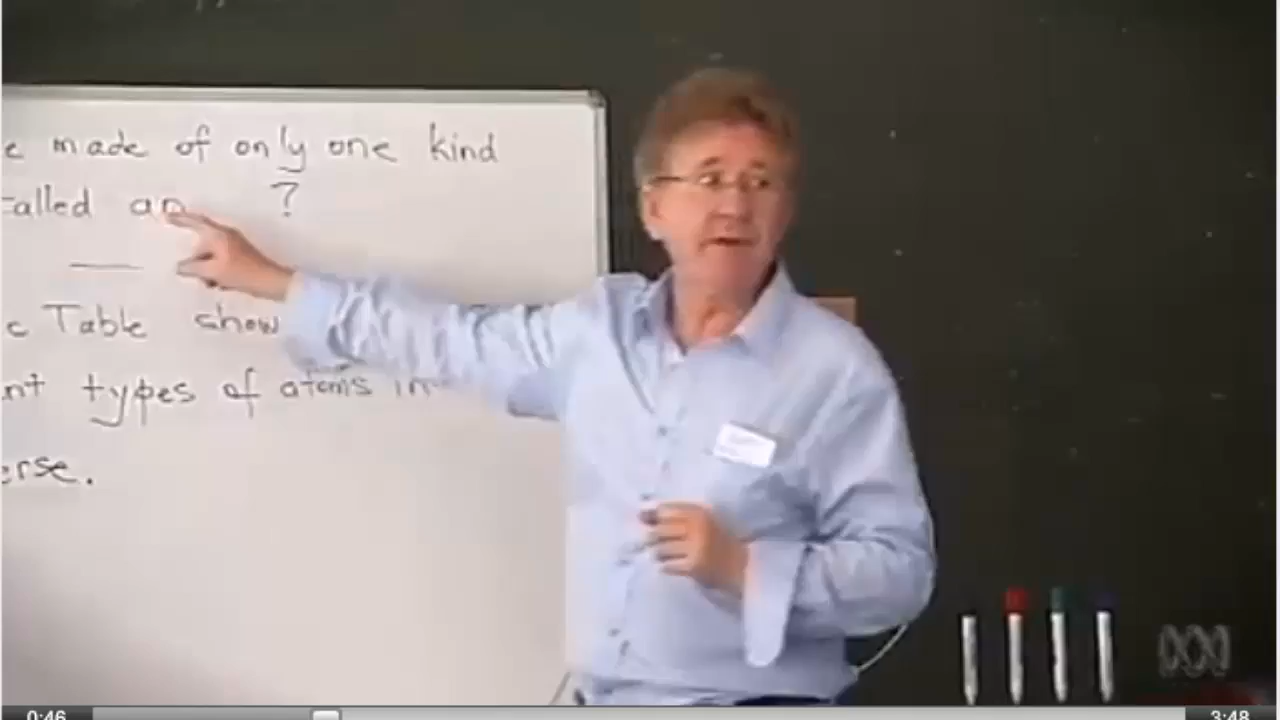 e made of only one kind
called an ?
c Table show
nt types of atoms in
erse.
0:46
3:48